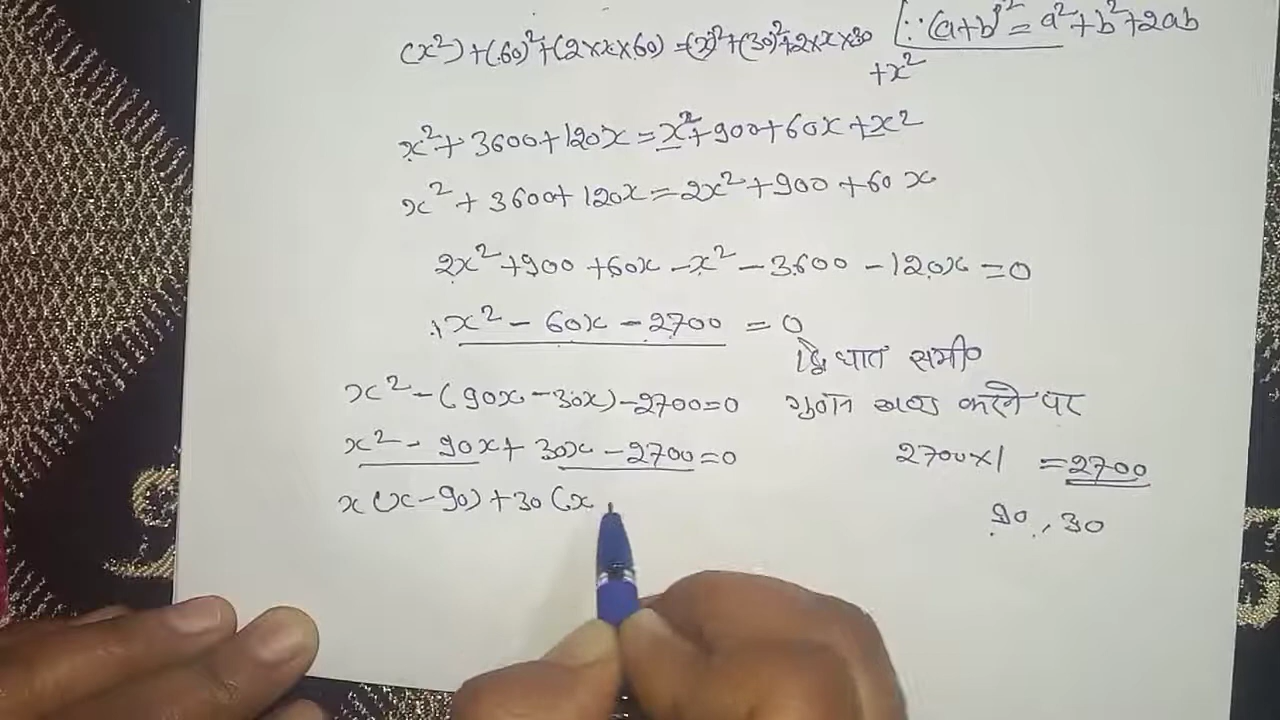 (x²)+(60)²+(2×x×60) =(x)²+(30)²+2×x×30 [∵(a+b)² = a²+b²+2ab
+x²
x²+3600+120x=x²+900+60x+x²
x²+3600+120x=2x²+900+60x
2x²+900+60x-x²-3600-120x=0
x²-60x-2700=0
द्विघात समी०
x²-(90x-30x)-2700=0 गुणन खण्ड करने पर
x²-90x+30x-2700=0 2700×1 =2700
x(x-90)+30(x 90, 30